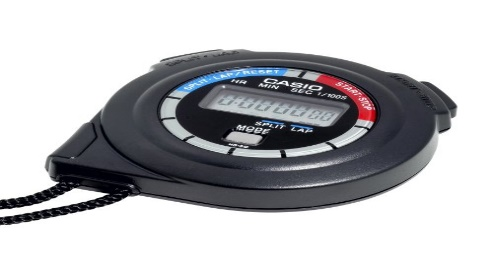 SPLIT-LAP/RESET
START-STOP
CASIO
HR MIN SEC 1/100S
0:00'00"00
SPLIT LAP
MODE